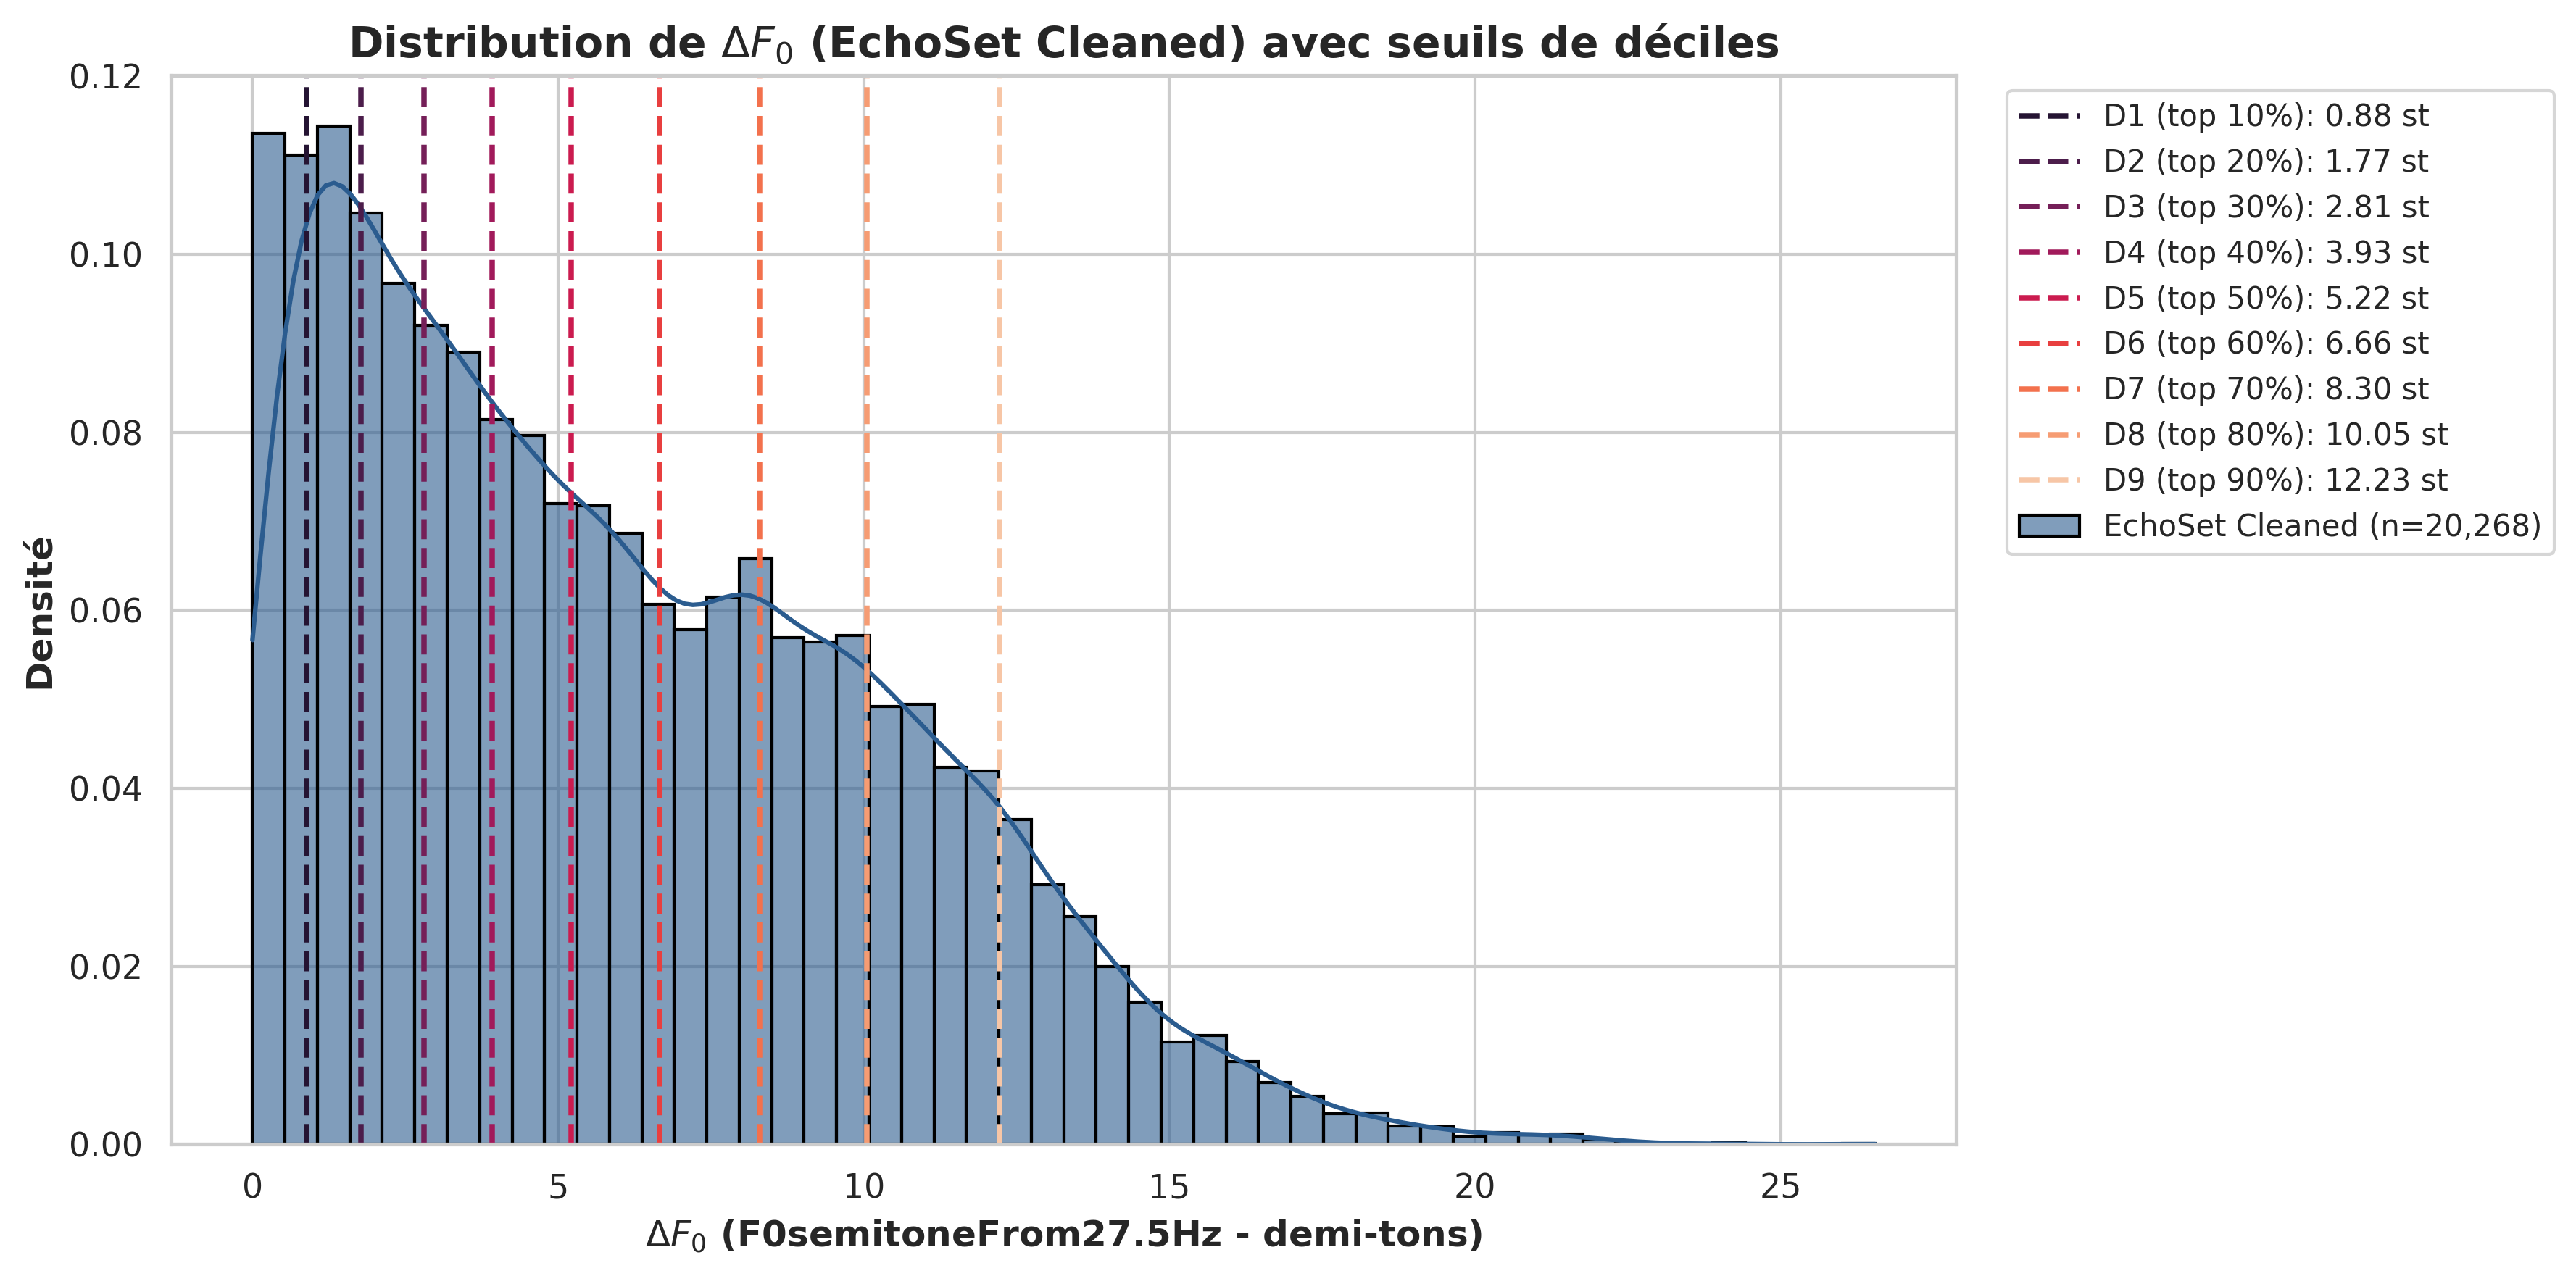 Distribution de ΔF₀ (EchoSet Cleaned) avec seuils de déciles
Densité
0.12
0.10
0.08
0.06
0.04
0.02
0.00
0 5 10 15 20 25
ΔF₀ (F0semitoneFrom27.5Hz - demi-tons)
D1 (top 10%): 0.88 st
D2 (top 20%): 1.77 st
D3 (top 30%): 2.81 st
D4 (top 40%): 3.93 st
D5 (top 50%): 5.22 st
D6 (top 60%): 6.66 st
D7 (top 70%): 8.30 st
D8 (top 80%): 10.05 st
D9 (top 90%): 12.23 st
EchoSet Cleaned (n=20,268)